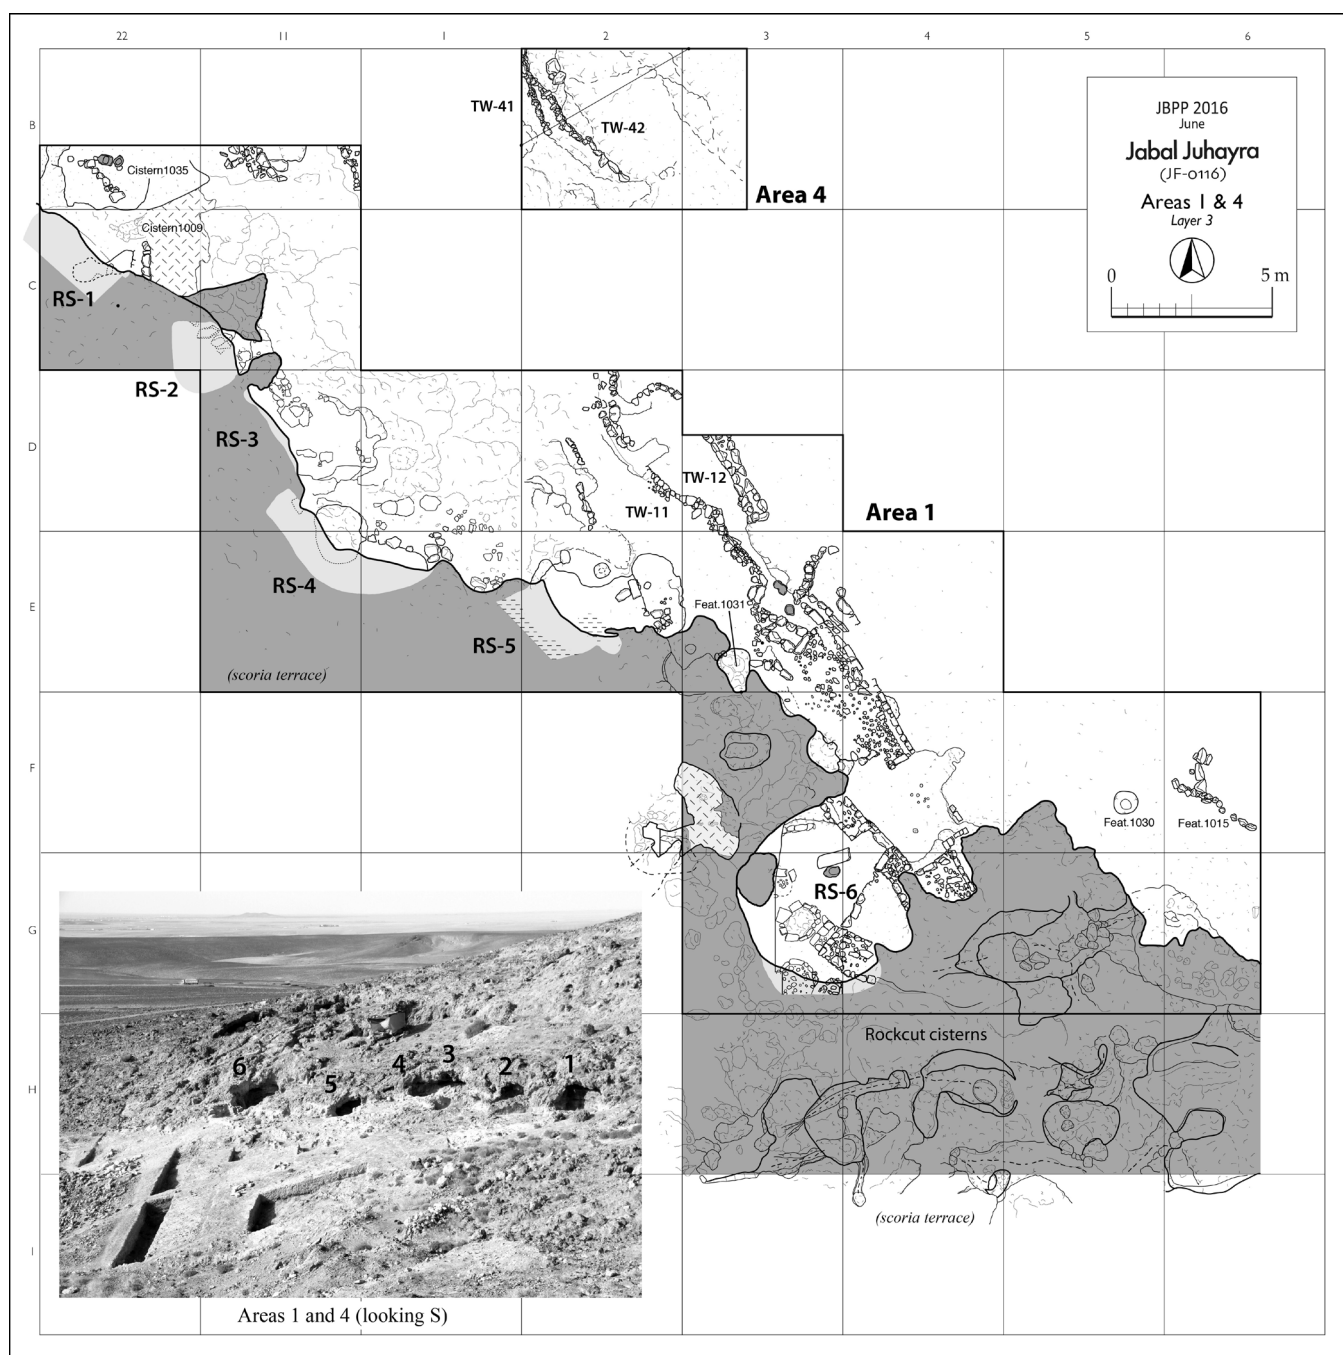 22 11 1 2 3 4 5 6
B
C
D
E
F
G
H
I
JBPP 2016
June
Jabal Juhayra
(JF-0116)
Areas 1 & 4
Layer 3
0 5 m
TW-41
TW-42
Area 4
Cistern1035
Cistern1009
RS-1
RS-2
RS-3
TW-12
TW-11
Area 1
RS-4
Feat.1031
RS-5
(scoria terrace)
Feat.1030
Feat.1015
RS-6
Rockcut cisterns
(scoria terrace)
6 5 4 3 2 1
Areas 1 and 4 (looking S)